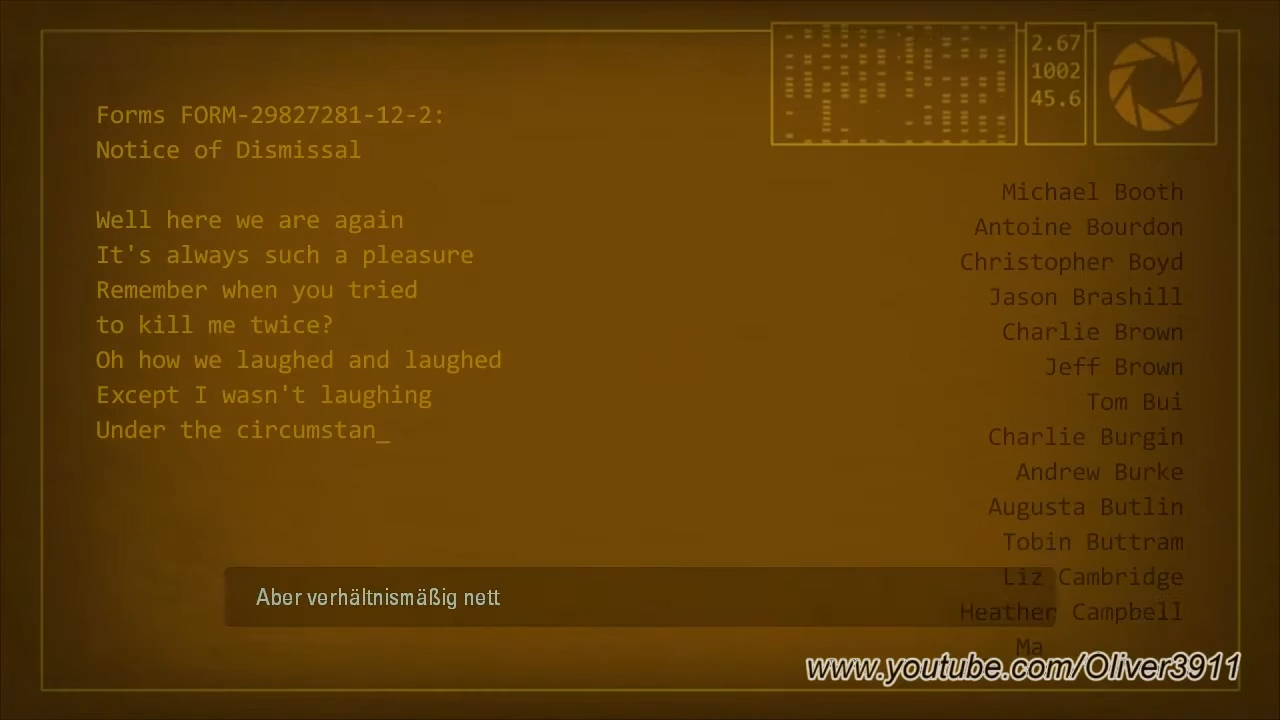 2.67
1002
45.6
Forms FORM-29827281-12-2:
Notice of Dismissal
Well here we are again
It's always such a pleasure
Remember when you tried
to kill me twice?
Oh how we laughed and laughed
Except I wasn't laughing
Under the circumstan_
Michael Booth
Antoine Bourdon
Christopher Boyd
Jason Brashill
Charlie Brown
Jeff Brown
Tom Bui
Charlie Burgin
Andrew Burke
Augusta Butlin
Tobin Buttram
Liz Cambridge
Heather Campbell
Ma
Aber verhältnismäßig nett
www.youtube.com/Oliver3911